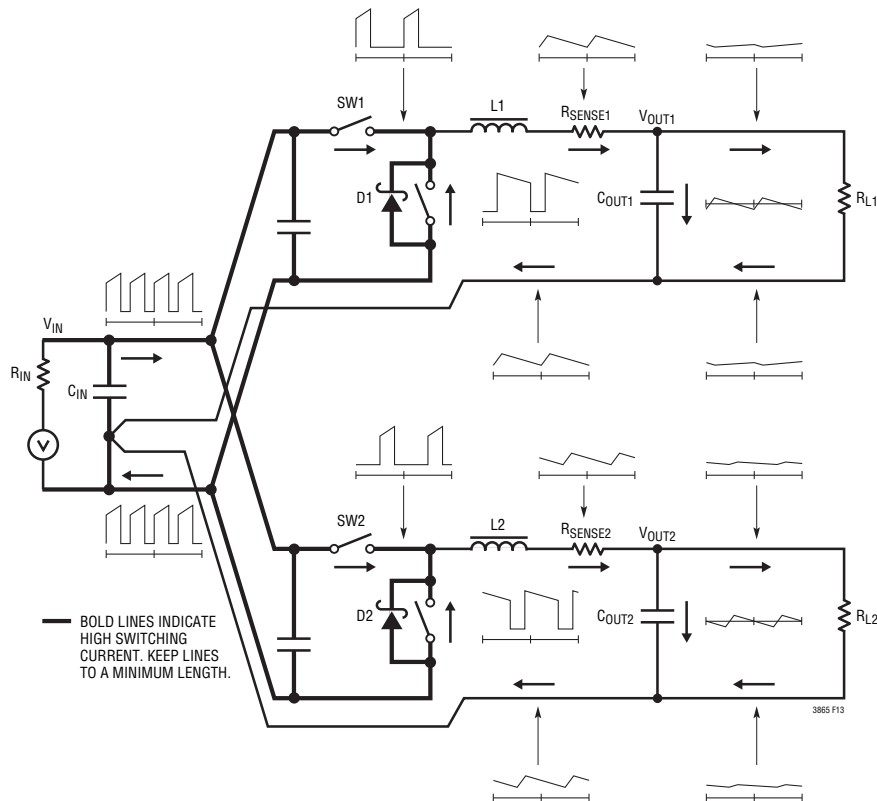 SW1
L1
RSENSE1
VOUT1
D1
COUT1
RL1
VIN
RIN
CIN
V
SW2
L2
RSENSE2
VOUT2
D2
COUT2
RL2
BOLD LINES INDICATE
HIGH SWITCHING
CURRENT. KEEP LINES
TO A MINIMUM LENGTH.
3865 F13